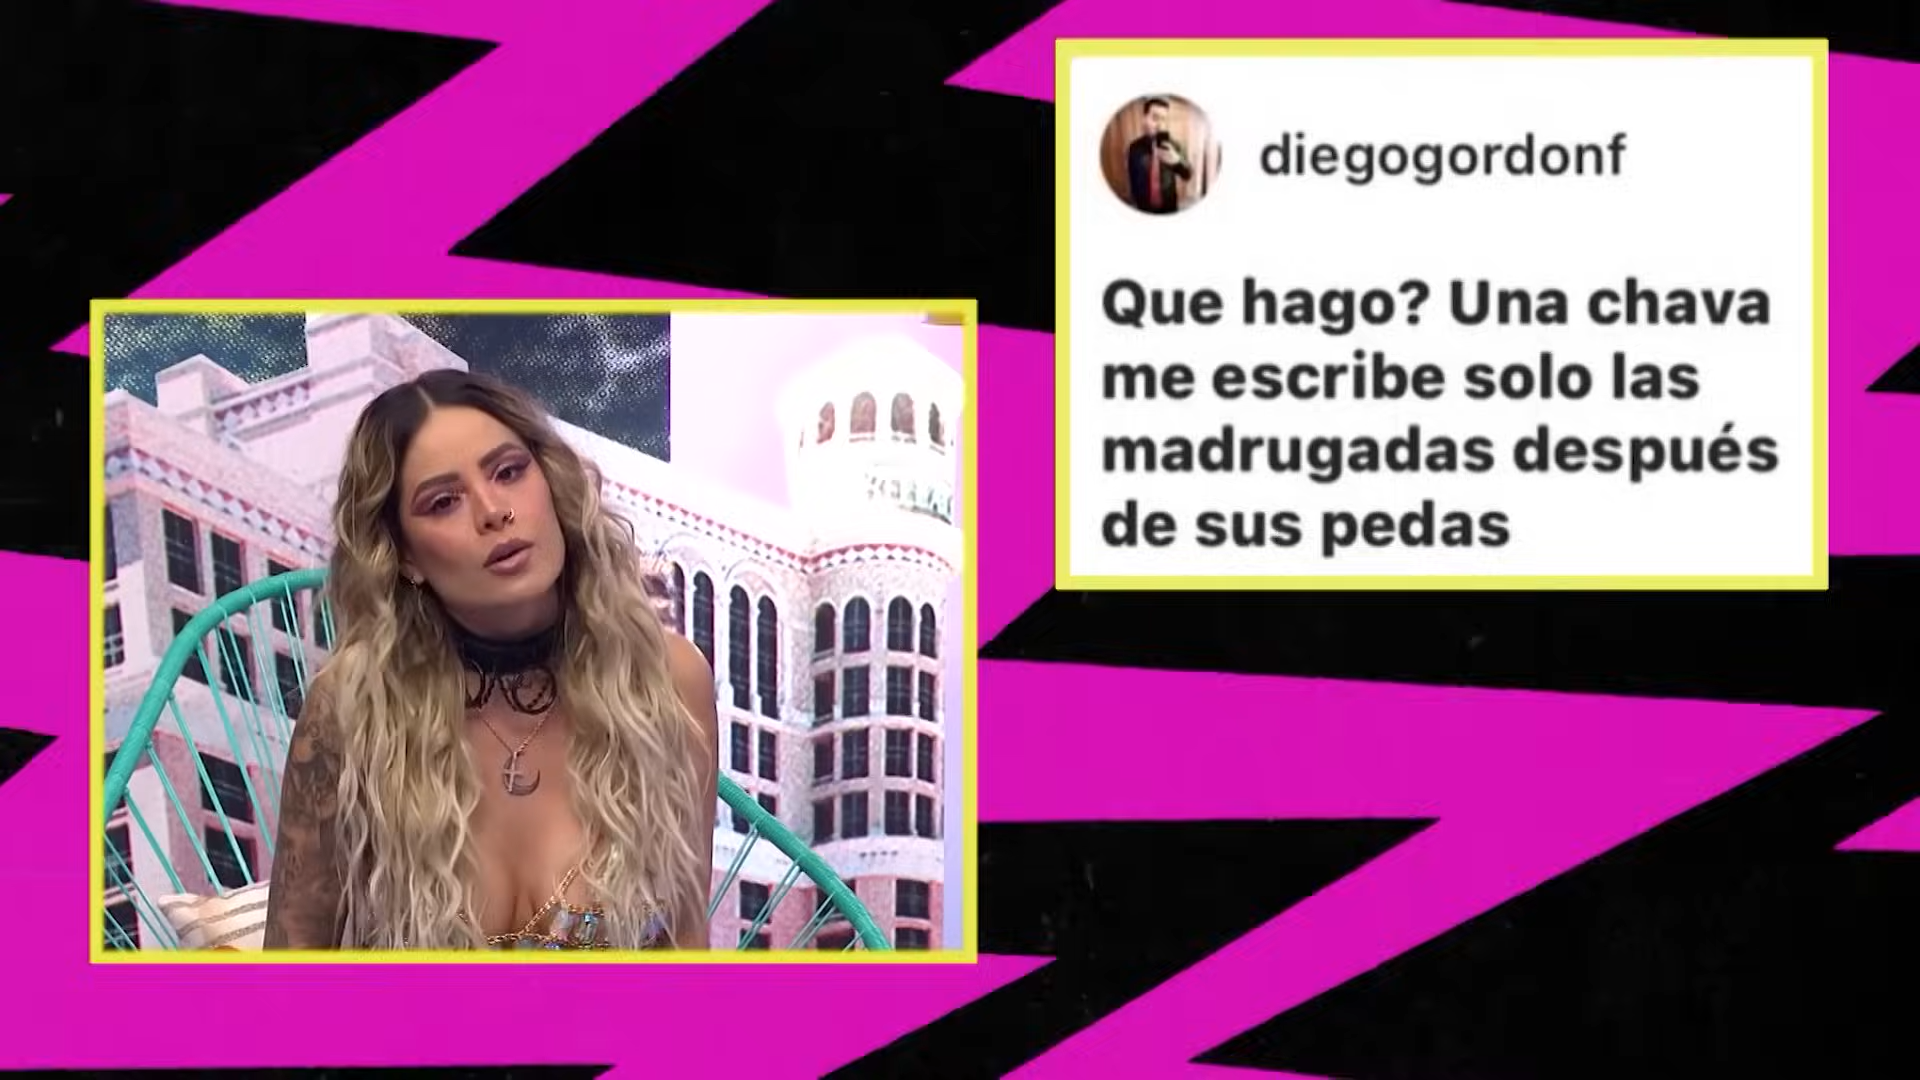 diegogordonf
Que hago? Una chava
me escribe solo las
madrugadas después
de sus pedas